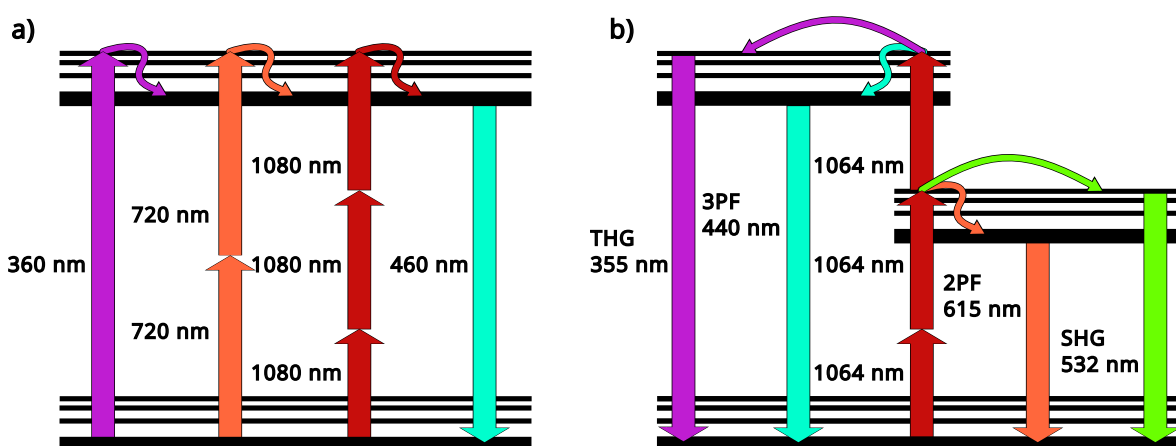 a)
1080 nm
720 nm
360 nm
1080 nm
460 nm
720 nm
1080 nm
b)
1064 nm
3PF
440 nm
THG
355 nm
1064 nm
2PF
615 nm
SHG
532 nm
1064 nm